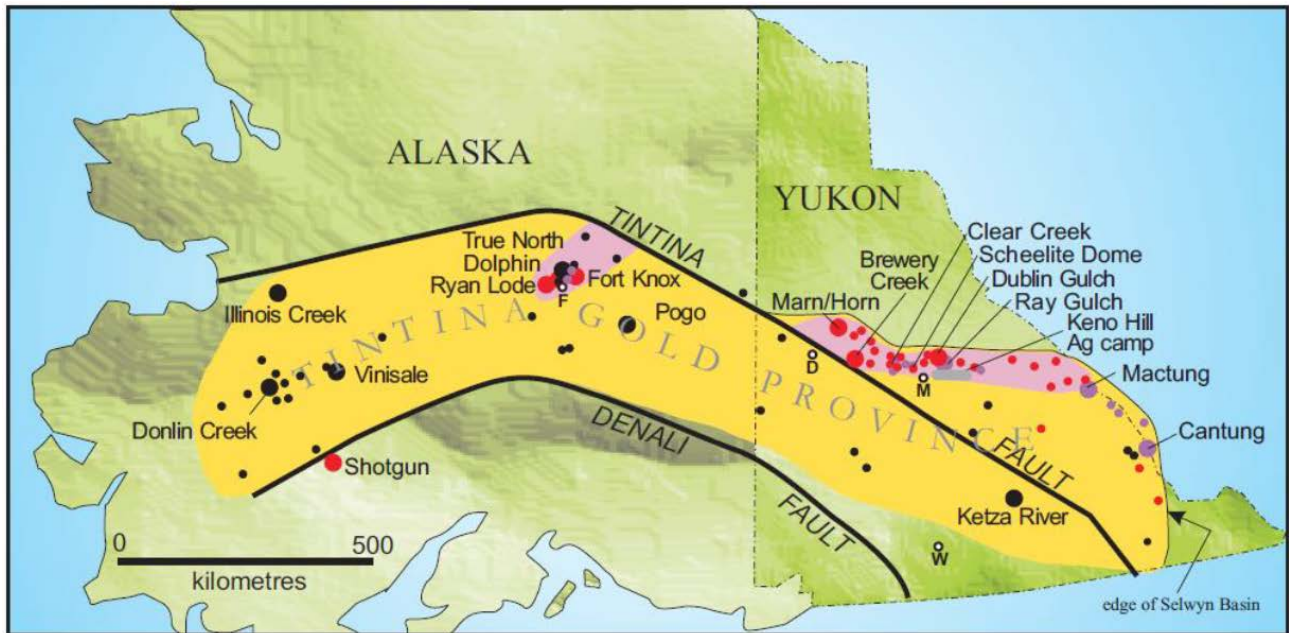 ALASKA
YUKON
TINTINA
FAULT
DENALI
FAULT
TINTINA GOLD PROVINCE
True North
Dolphin
Ryan Lode
Fort Knox
F
Illinois Creek
Pogo
Vinisale
Donlin Creek
Shotgun
Clear Creek
Scheelite Dome
Dublin Gulch
Ray Gulch
Keno Hill
Ag camp
Brewery
Creek
Marn/Horn
D
M
Mactung
Cantung
Ketza River
W
edge of Selwyn Basin
0 500
kilometres